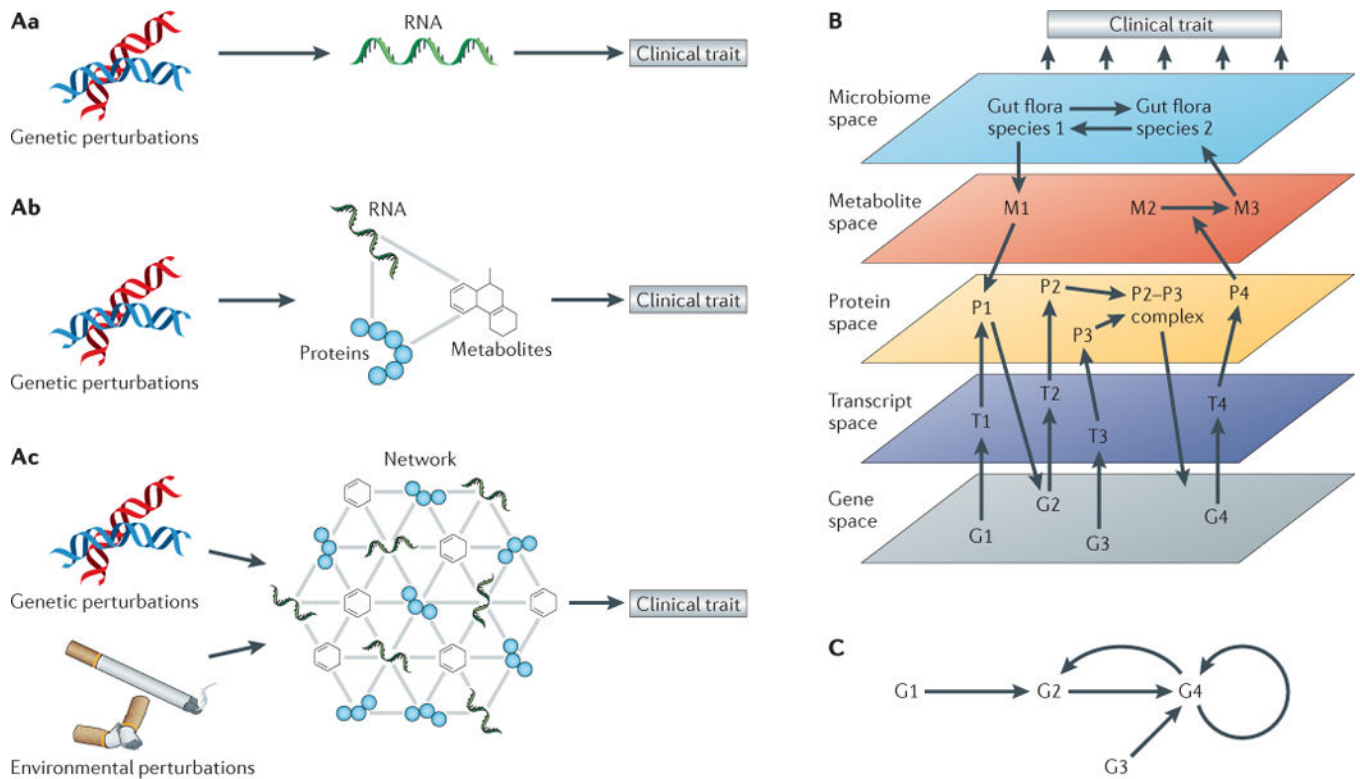 Aa
RNA
Clinical trait
Genetic perturbations
Ab
RNA
Clinical trait
Proteins
Metabolites
Genetic perturbations
Ac
Network
Genetic perturbations
Clinical trait
Environmental perturbations
B
Clinical trait
Microbiome
space
Gut flora
species 1
Gut flora
species 2
Metabolite
space
M1
M2
M3
Protein
space
P1
P2
P3
P2–P3
complex
P4
Transcript
space
T1
T2
T3
T4
Gene
space
G1
G2
G3
G4
C
G1
G2
G4
G3